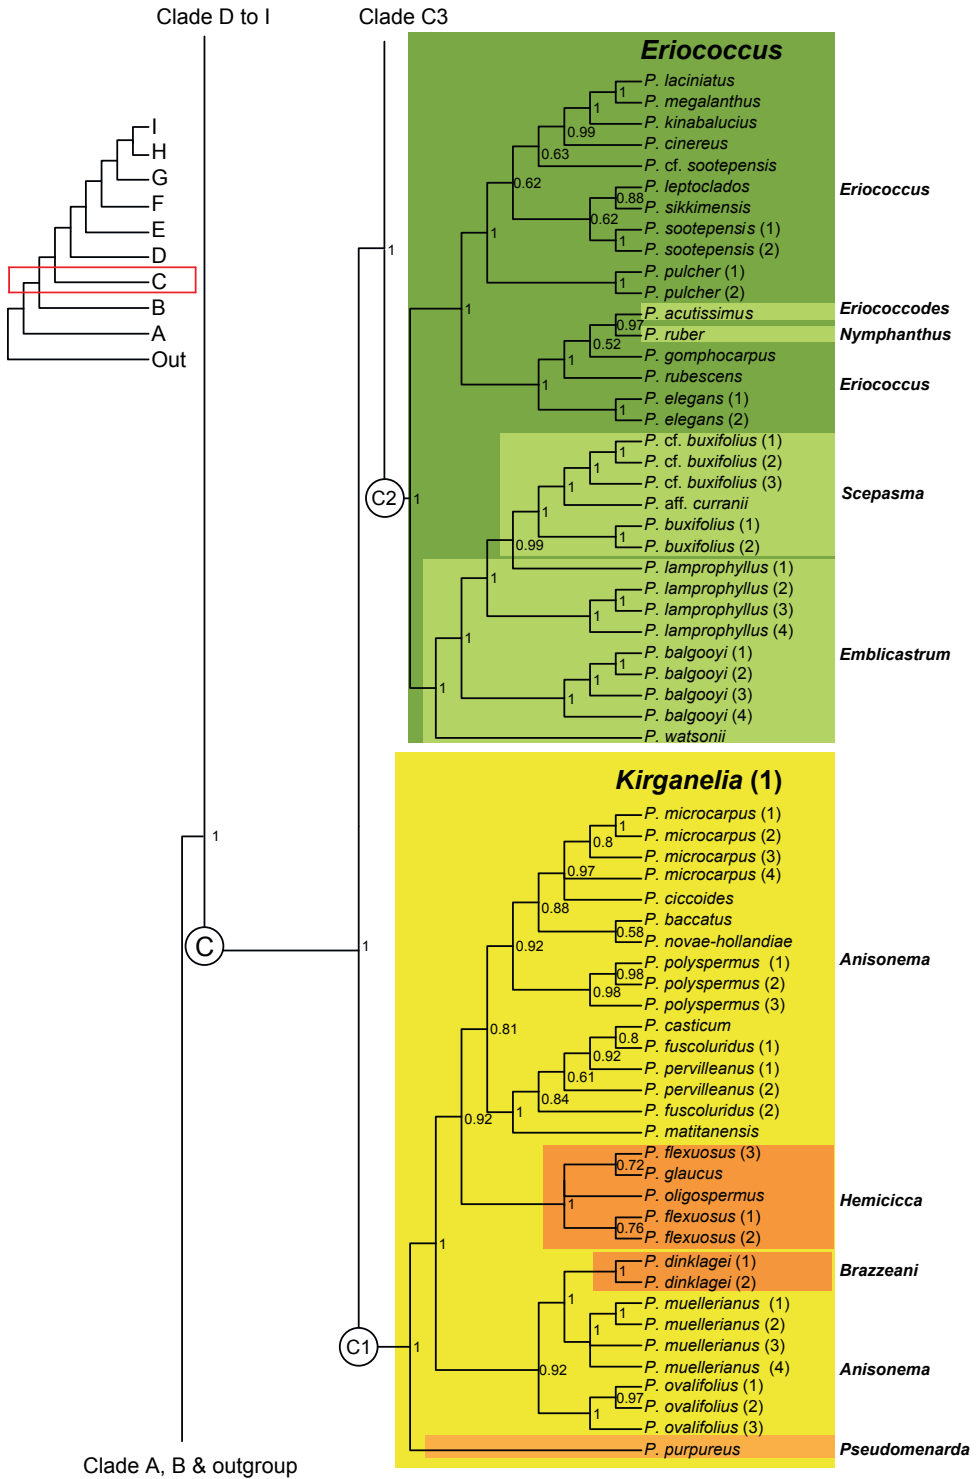 Clade D to I
Clade C3
I
H
G
F
E
D
C
B
A
Out
Eriococcus
P. laciniatus
1
P. megalanthus
1
P. kinabalucius
0.99
P. cinereus
0.63
P. cf. sootepensis
0.62
P. leptoclados
0.88
Eriococcus
P. sikkimensis
0.62
P. sootepensis (1)
1
1
P. sootepensis (2)
1
P. pulcher (1)
1
P. pulcher (2)
1
P. acutissimus
Eriococcodes
0.97
P. ruber
Nymphanthus
0.52
P. gomphocarpus
1
P. rubescens
1
Eriococcus
P. elegans (1)
1
P. elegans (2)
P. cf. buxifolius (1)
1
P. cf. buxifolius (2)
1
P. cf. buxifolius (3)
Scepasma
C2
1
1
P. aff. curranii
P. buxifolius (1)
1
0.99
P. buxifolius (2)
P. lamprophyllus (1)
1
P. lamprophyllus (2)
1
P. lamprophyllus (3)
1
P. lamprophyllus (4)
1
P. balgooyi (1)
Emblicastrum
1
P. balgooyi (2)
1
1
P. balgooyi (3)
1
P. balgooyi (4)
P. watsonii
Kirganelia (1)
P. microcarpus (1)
1
1
P. microcarpus (2)
0.8
P. microcarpus (3)
0.97
P. microcarpus (4)
P. ciccoides
0.88
P. baccatus
0.58
P. novae-hollandiae
C
1
0.92
P. polyspermus (1)
Anisonema
0.98
P. polyspermus (2)
0.98
P. polyspermus (3)
0.81
P. casticum
0.8
P. fuscoluridus (1)
0.92
P. pervilleanus (1)
0.61
P. pervilleanus (2)
0.84
P. fuscoluridus (2)
1
0.92
P. matitanensis
P. flexuosus (3)
0.72
P. glaucus
P. oligospermus
1
Hemicicca
P. flexuosus (1)
0.76
P. flexuosus (2)
1
P. dinklagei (1)
1
Brazzeani
P. dinklagei (2)
1
P. muellerianus (1)
1
P. muellerianus (2)
1
P. muellerianus (3)
C1
1
P. muellerianus (4)
0.92
Anisonema
P. ovalifolius (1)
0.97
P. ovalifolius (2)
1
P. ovalifolius (3)
P. purpureus
Pseudomenarda
Clade A, B & outgroup